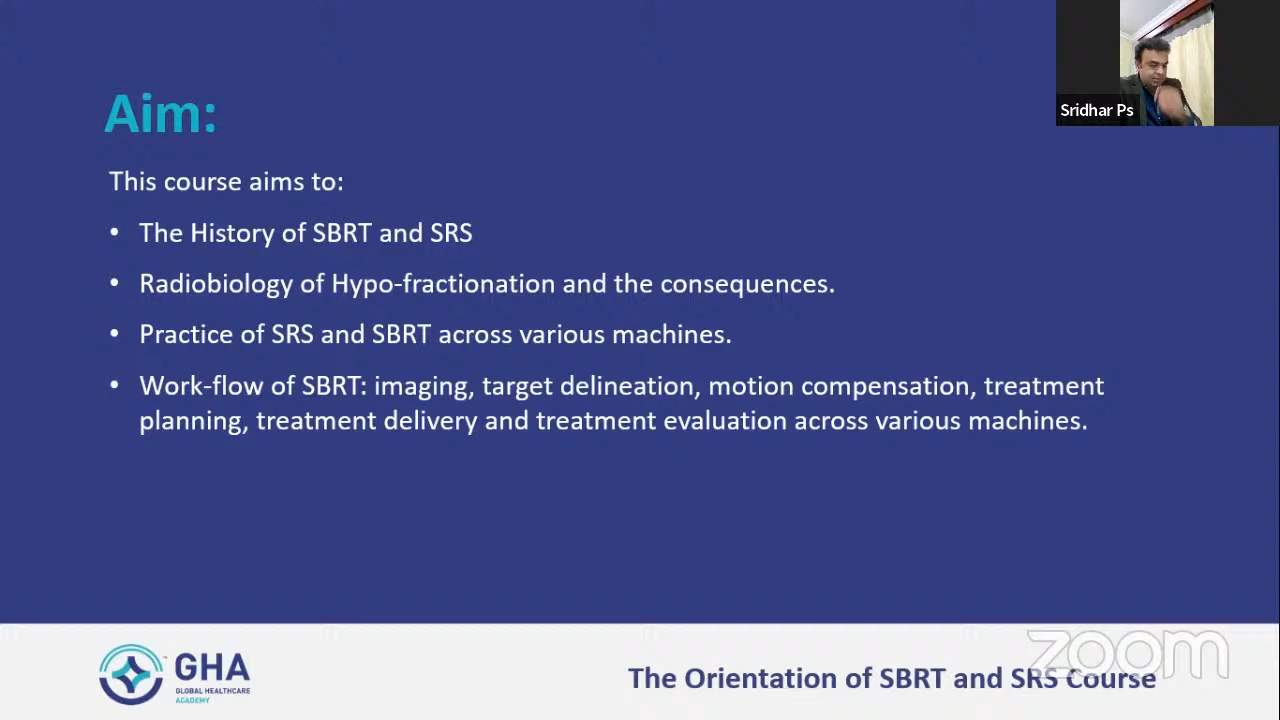 Aim:
Sridhar Ps
This course aims to:
• The History of SBRT and SRS
• Radiobiology of Hypo-fractionation and the consequences.
• Practice of SRS and SBRT across various machines.
• Work-flow of SBRT: imaging, target delineation, motion compensation, treatment
planning, treatment delivery and treatment evaluation across various machines.
GHA
GLOBAL HEALTHCARE
ACADEMY
The Orientation of SBRT and SRS Course
zoom